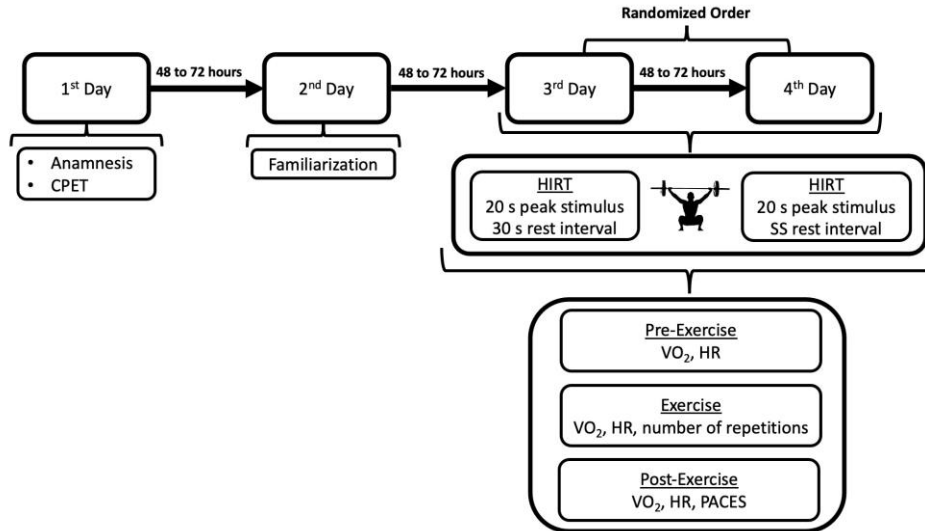 Randomized Order
1st Day
48 to 72 hours
2nd Day
48 to 72 hours
3rd Day
48 to 72 hours
4th Day
• Anamnesis
• CPET
Familiarization
HIRT
20 s peak stimulus
30 s rest interval
HIRT
20 s peak stimulus
SS rest interval
Pre-Exercise
VO₂, HR
Exercise
VO₂, HR, number of repetitions
Post-Exercise
VO₂, HR, PACES